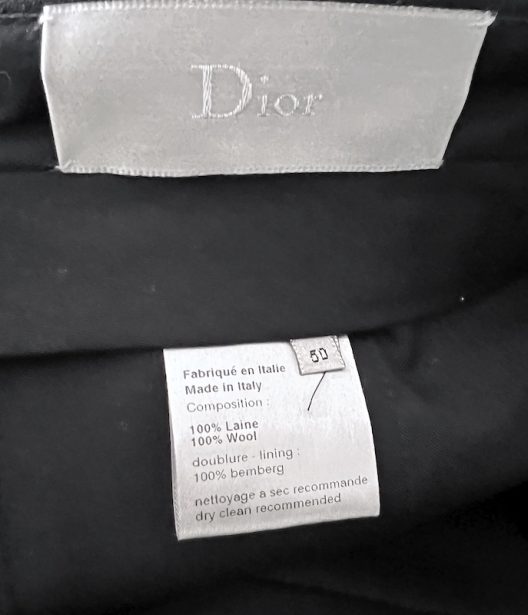 Dior
50
Fabriqué en Italie
Made in Italy
Composition :
100% Laine
100% Wool
doublure - lining :
100% bemberg
nettoyage a sec recommande
dry clean recommended